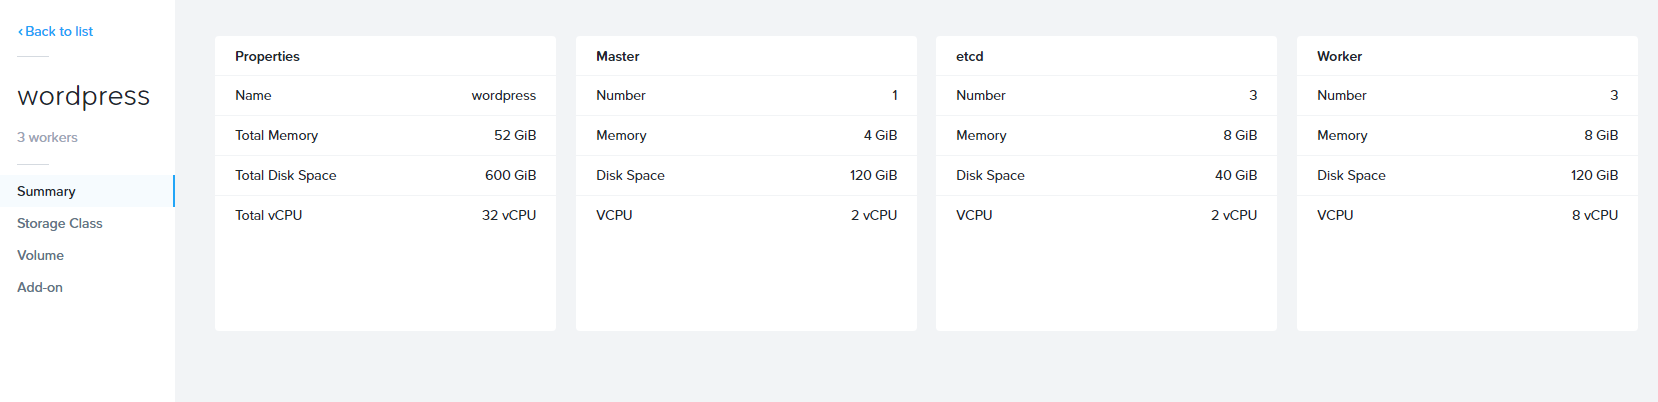 ‹Back to list
wordpress
3 workers
Summary
Storage Class
Volume
Add-on
Properties
Name wordpress
Total Memory 52 GiB
Total Disk Space 600 GiB
Total vCPU 32 vCPU
Master
Number 1
Memory 4 GiB
Disk Space 120 GiB
VCPU 2 vCPU
etcd
Number 3
Memory 8 GiB
Disk Space 40 GiB
VCPU 2 vCPU
Worker
Number 3
Memory 8 GiB
Disk Space 120 GiB
VCPU 8 vCPU